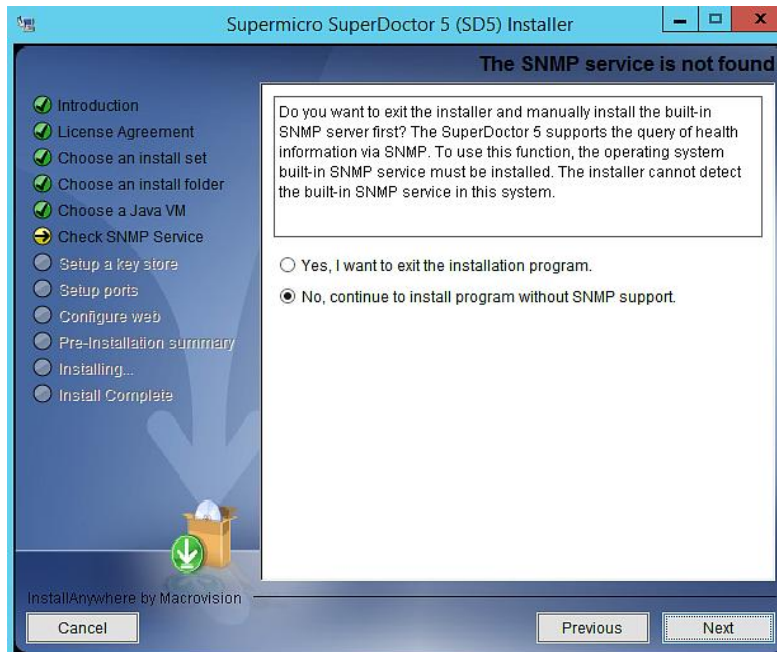 Supermicro SuperDoctor 5 (SD5) Installer
The SNMP service is not found
Introduction
License Agreement
Choose an install set
Choose an install folder
Choose a Java VM
Check SNMP Service
Setup a key store
Setup ports
Configure web
Pre-Installation summary
Installing...
Install Complete
Do you want to exit the installer and manually install the built-in
SNMP server first? The SuperDoctor 5 supports the query of health
information via SNMP. To use this function, the operating system
built-in SNMP service must be installed. The installer cannot detect
the built-in SNMP service in this system.
Yes, I want to exit the installation program.
No, continue to install program without SNMP support.
InstallAnywhere by Macrovision
Cancel
Previous
Next